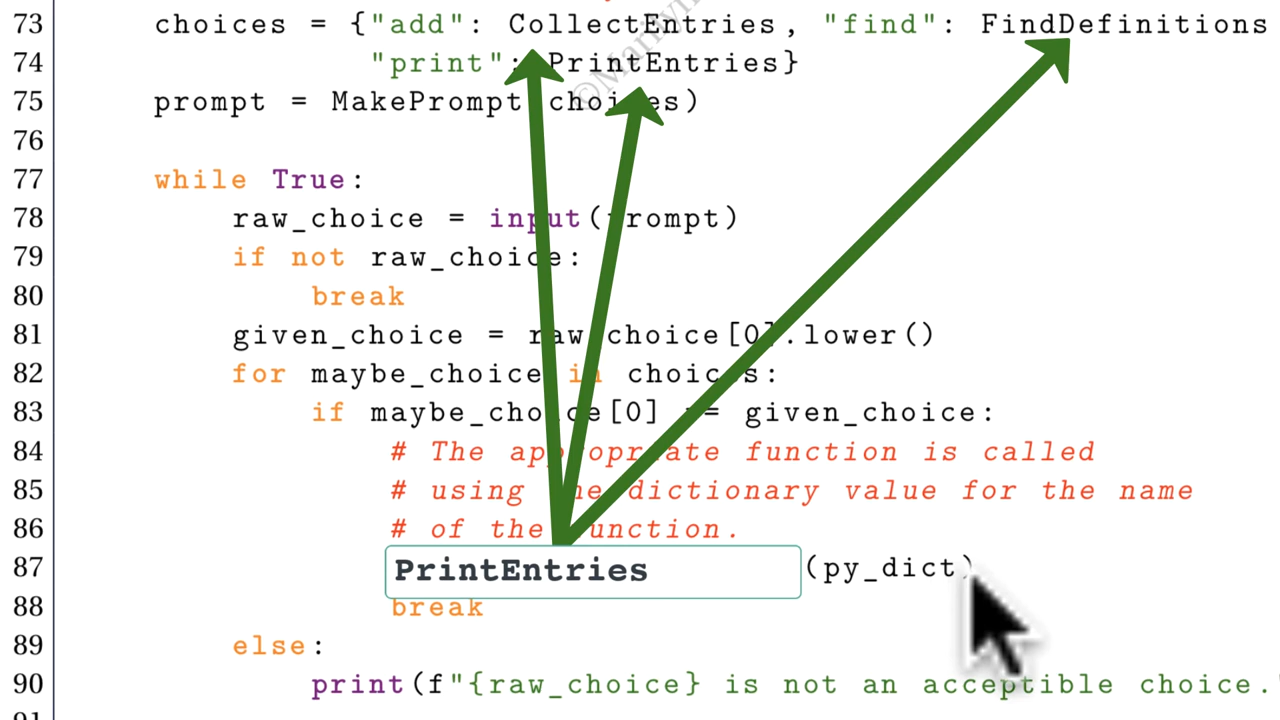 73 choices = {"add": CollectEntries, "find": FindDefinitions
74 "print": PrintEntries}
75 prompt = MakePrompt(choices)
76
77 while True:
78 raw_choice = input(prompt)
79 if not raw_choice:
80 break
81 given_choice = raw_choice[0].lower()
82 for maybe_choice in choices:
83 if maybe_choice[0] == given_choice:
84 # The appropriate function is called
85 # using the dictionary value for the name
86 # of the function.
87 PrintEntries (py_dict)
88 break
89 else:
90 print(f"{raw_choice} is not an acceptible choice.
91